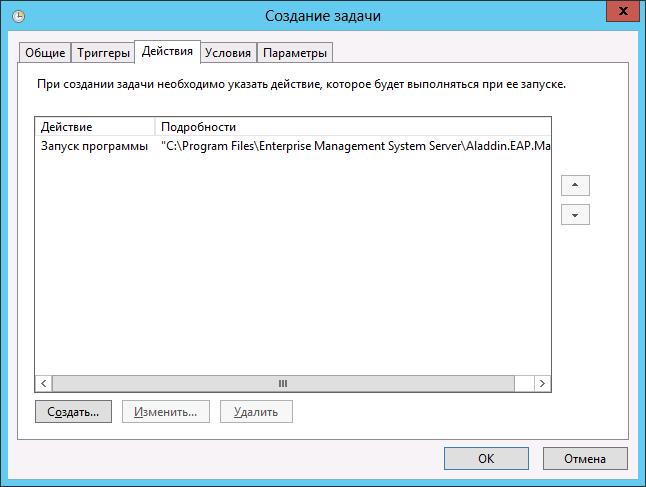 Создание задачи
Общие Триггеры Действия Условия Параметры
При создании задачи необходимо указать действие, которое будет выполняться при ее запуске.
Действие Подробности
Запуск программы "C:\Program Files\Enterprise Management System Server\Aladdin.EAP.Ma
Создать... Изменить... Удалить
ОК Отмена